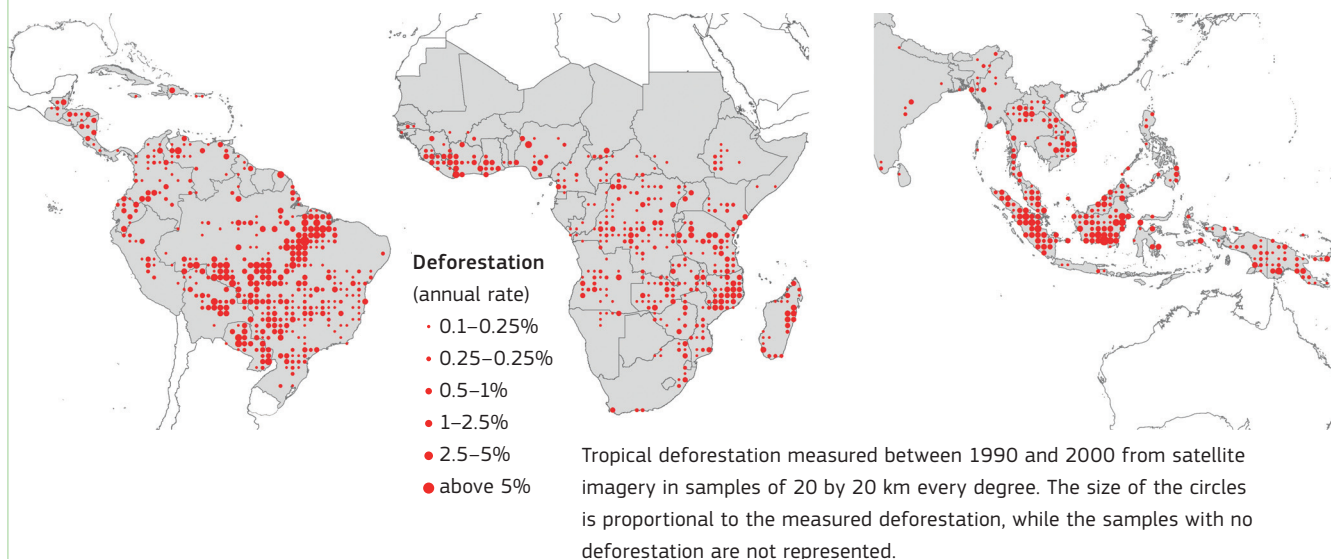 Deforestation
(annual rate)
0.1–0.25%
0.25–0.25%
0.5–1%
1–2.5%
2.5–5%
above 5%
Tropical deforestation measured between 1990 and 2000 from satellite
imagery in samples of 20 by 20 km every degree. The size of the circles
is proportional to the measured deforestation, while the samples with no
deforestation are not represented.